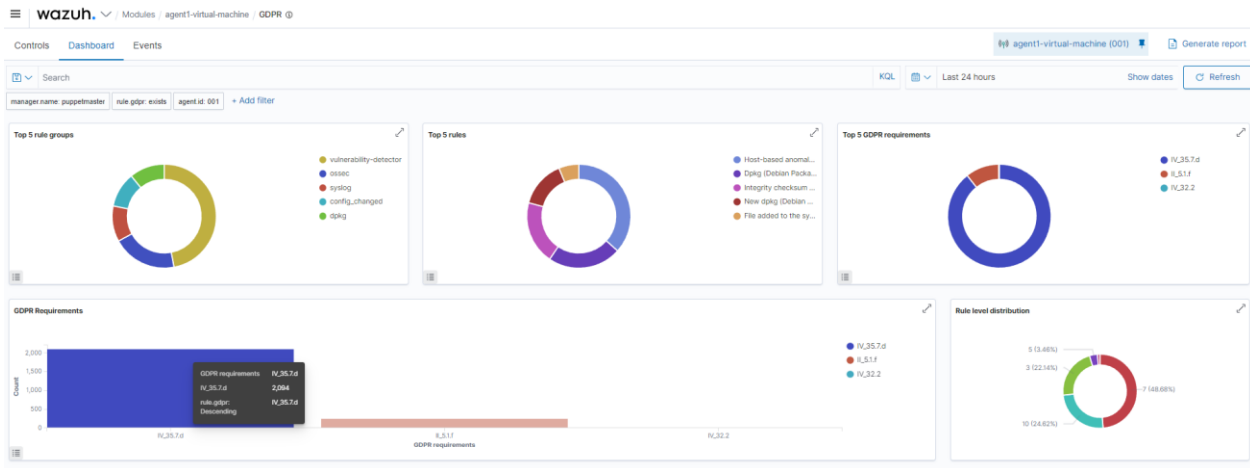 wazuh. / Modules / agent1-virtual-machine / GDPR
Controls Dashboard Events agent1-virtual-machine (001) Generate report
Search KQL Last 24 hours Show dates Refresh
manager.name: puppetmaster rule.gdpr: exists agent.id: 001 + Add filter
Top 5 rule groups
vulnerability-detector
ossec
syslog
config_changed
dpkg
Top 5 rules
Host-based anomal...
Dpkg (Debian Packa...
Integrity checksum ...
New dpkg (Debian ...
File added to the sy...
Top 5 GDPR requirements
IV_35.7.d
II_5.1.f
IV_32.2
GDPR Requirements
Count
2,000
1,500
1,000
500
0
GDPR requirements IV_35.7.d
IV_35.7.d 2,094
rule.gdpr: IV_35.7.d
Descending
IV_35.7.d II_5.1.f IV_32.2
GDPR requirements
IV_35.7.d
II_5.1.f
IV_32.2
Rule level distribution
5 (3.46%)
3 (22.14%)
7 (48.68%)
10 (24.62%)